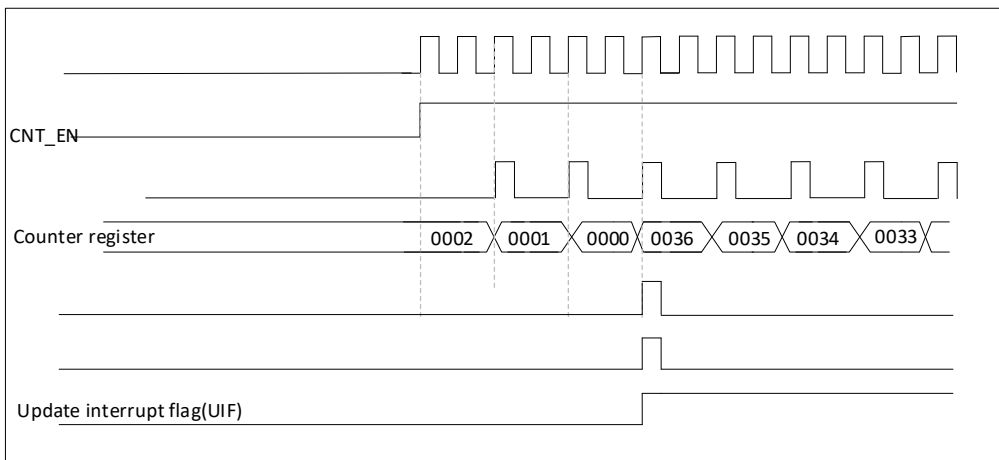 CNT_EN
Counter register 0002 0001 0000 0036 0035 0034 0033
Update interrupt flag(UIF)